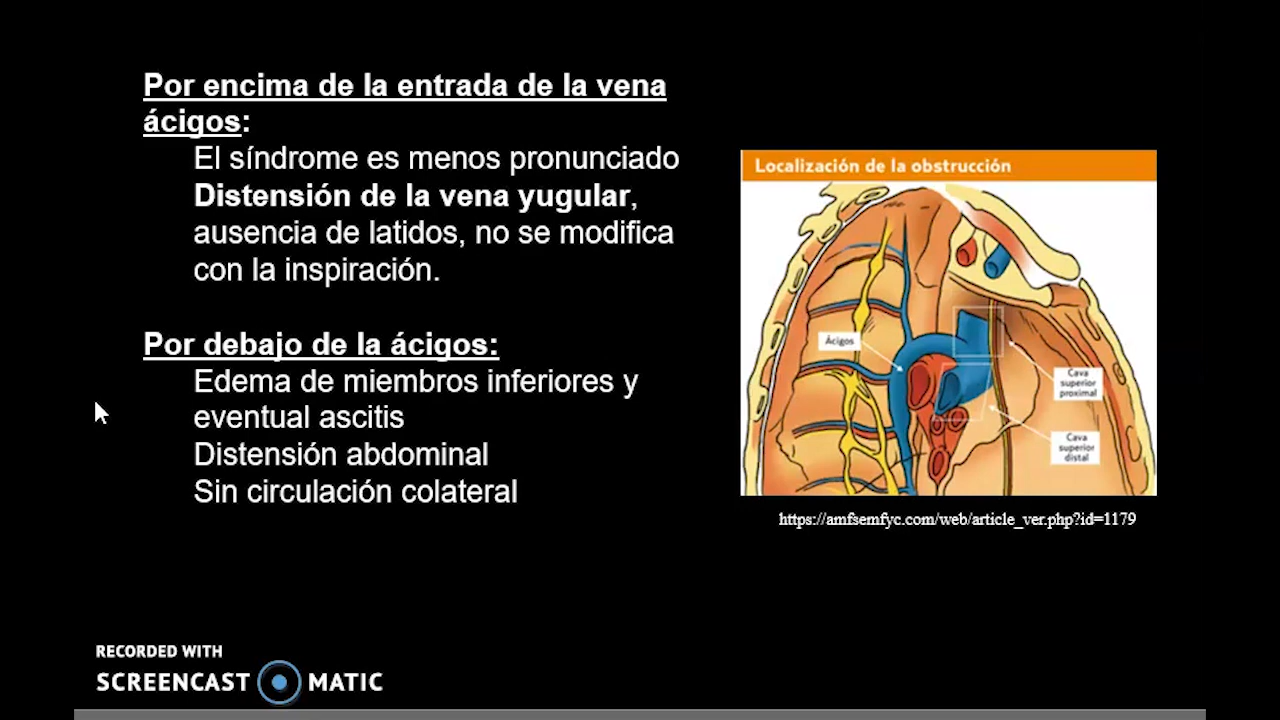 Por encima de la entrada de la vena
ácigos:
El síndrome es menos pronunciado
Distensión de la vena yugular,
ausencia de latidos, no se modifica
con la inspiración.
Por debajo de la ácigos:
Edema de miembros inferiores y
eventual ascitis
Distensión abdominal
Sin circulación colateral
Localización de la obstrucción
Ácigos
Cava
superior
proximal
Cava
superior
distal
https://amfsemfyc.com/web/article_ver.php?id=1179
RECORDED WITH
SCREENCAST MATIC